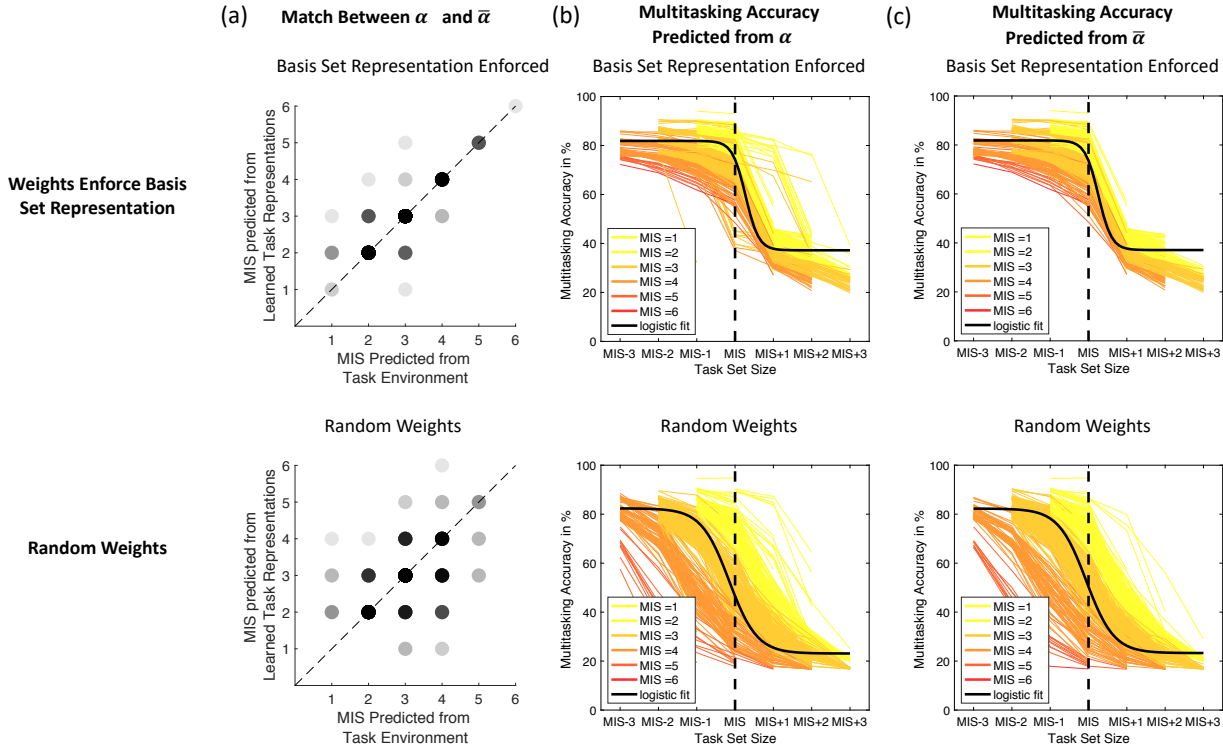 (a)
Match Between α and ᾱ
(b)
Multitasking Accuracy
Predicted from α
(c)
Multitasking Accuracy
Predicted from ᾱ
Weights Enforce Basis
Set Representation
Basis Set Representation Enforced
MIS predicted from
Learned Task Representations
6
5
4
3
2
1
1 2 3 4 5 6
MIS Predicted from
Task Environment
Basis Set Representation Enforced
Multitasking Accuracy in %
100
80
60
40
20
0
MIS =1
MIS =2
MIS =3
MIS =4
MIS =5
MIS =6
logistic fit
MIS-3 MIS-2 MIS-1 MIS MIS+1 MIS+2 MIS+3
Task Set Size
Basis Set Representation Enforced
Multitasking Accuracy in %
100
80
60
40
20
0
MIS =1
MIS =2
MIS =3
MIS =4
MIS =5
MIS =6
logistic fit
MIS-3 MIS-2 MIS-1 MIS MIS+1 MIS+2 MIS+3
Task Set Size
Random Weights
Random Weights
MIS predicted from
Learned Task Representations
6
5
4
3
2
1
1 2 3 4 5 6
MIS Predicted from
Task Environment
Random Weights
Multitasking Accuracy in %
100
80
60
40
20
0
MIS =1
MIS =2
MIS =3
MIS =4
MIS =5
MIS =6
logistic fit
MIS-3 MIS-2 MIS-1 MIS MIS+1 MIS+2 MIS+3
Task Set Size
Random Weights
Multitasking Accuracy in %
100
80
60
40
20
0
MIS =1
MIS =2
MIS =3
MIS =4
MIS =5
MIS =6
logistic fit
MIS-3 MIS-2 MIS-1 MIS MIS+1 MIS+2 MIS+3
Task Set Size